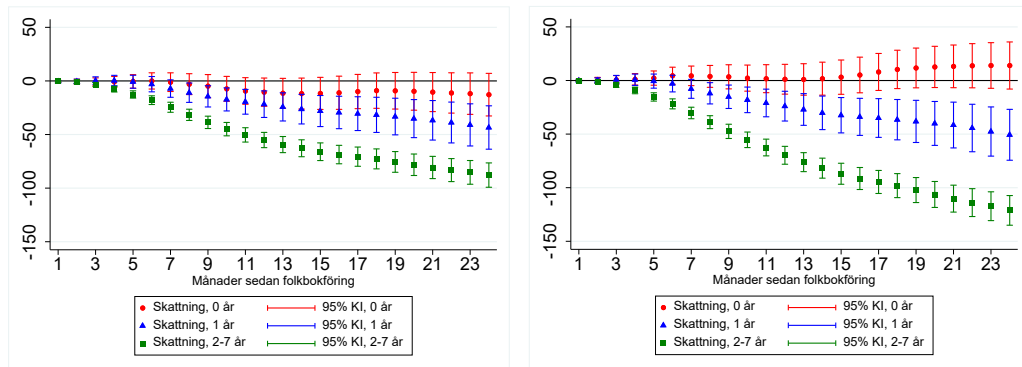 50
0
-50
-100
-150
1 3 5 7 9 11 13 15 17 19 21 23
Månader sedan folkbokföring
Skattning, 0 år 95% KI, 0 år
Skattning, 1 år 95% KI, 1 år
Skattning, 2-7 år 95% KI, 2-7 år
50
0
-50
-100
-150
1 3 5 7 9 11 13 15 17 19 21 23
Månader sedan folkbokföring
Skattning, 0 år 95% KI, 0 år
Skattning, 1 år 95% KI, 1 år
Skattning, 2-7 år 95% KI, 2-7 år